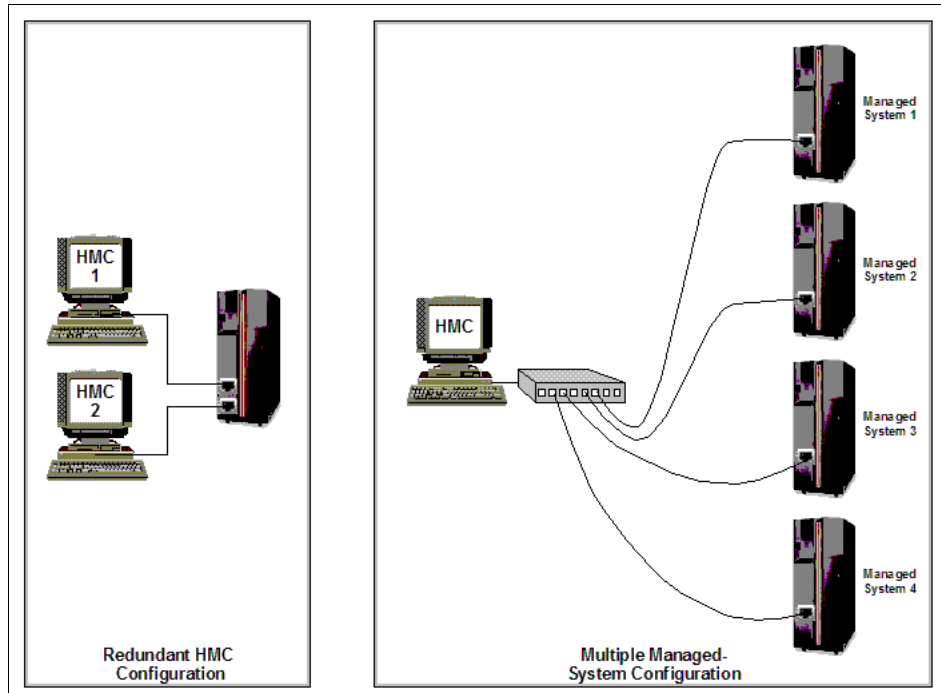 HMC
1
HMC
2
Redundant HMC
Configuration
HMC
Managed
System 1
Managed
System 2
Managed
System 3
Managed
System 4
Multiple Managed-
System Configuration